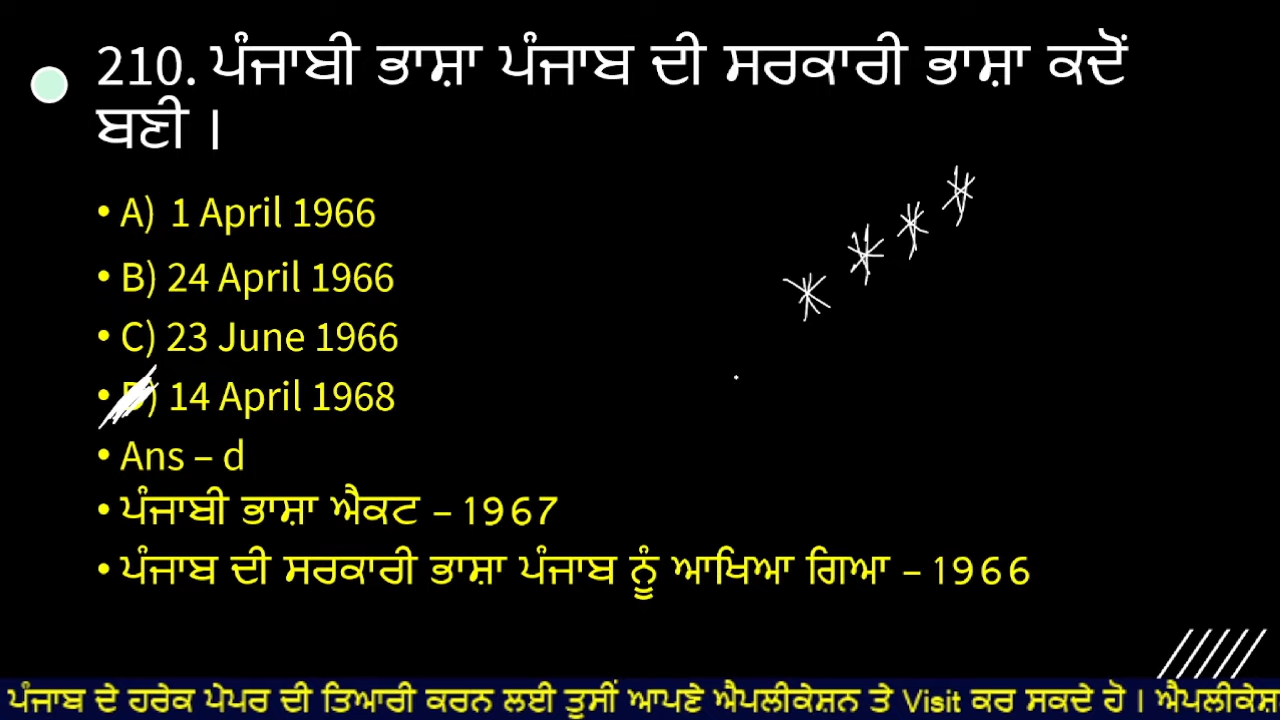 210. ਪੰਜਾਬੀ ਭਾਸ਼ਾ ਪੰਜਾਬ ਦੀ ਸਰਕਾਰੀ ਭਾਸ਼ਾ ਕਦੋਂ
ਬਣੀ ।
• A) 1 April 1966
• B) 24 April 1966
• C) 23 June 1966
• D) 14 April 1968
• Ans – d
• ਪੰਜਾਬੀ ਭਾਸ਼ਾ ਐਕਟ – 1967
• ਪੰਜਾਬ ਦੀ ਸਰਕਾਰੀ ਭਾਸ਼ਾ ਪੰਜਾਬ ਨੂੰ ਆਖਿਆ ਗਿਆ – 1966
ਪੰਜਾਬ ਦੇ ਹਰੇਕ ਪੇਪਰ ਦੀ ਤਿਆਰੀ ਕਰਨ ਲਈ ਤੁਸੀਂ ਆਪਣੇ ਐਪਲੀਕੇਸ਼ਨ ਤੇ Visit ਕਰ ਸਕਦੇ ਹੋ । ਐਪਲੀਕੇਸ਼